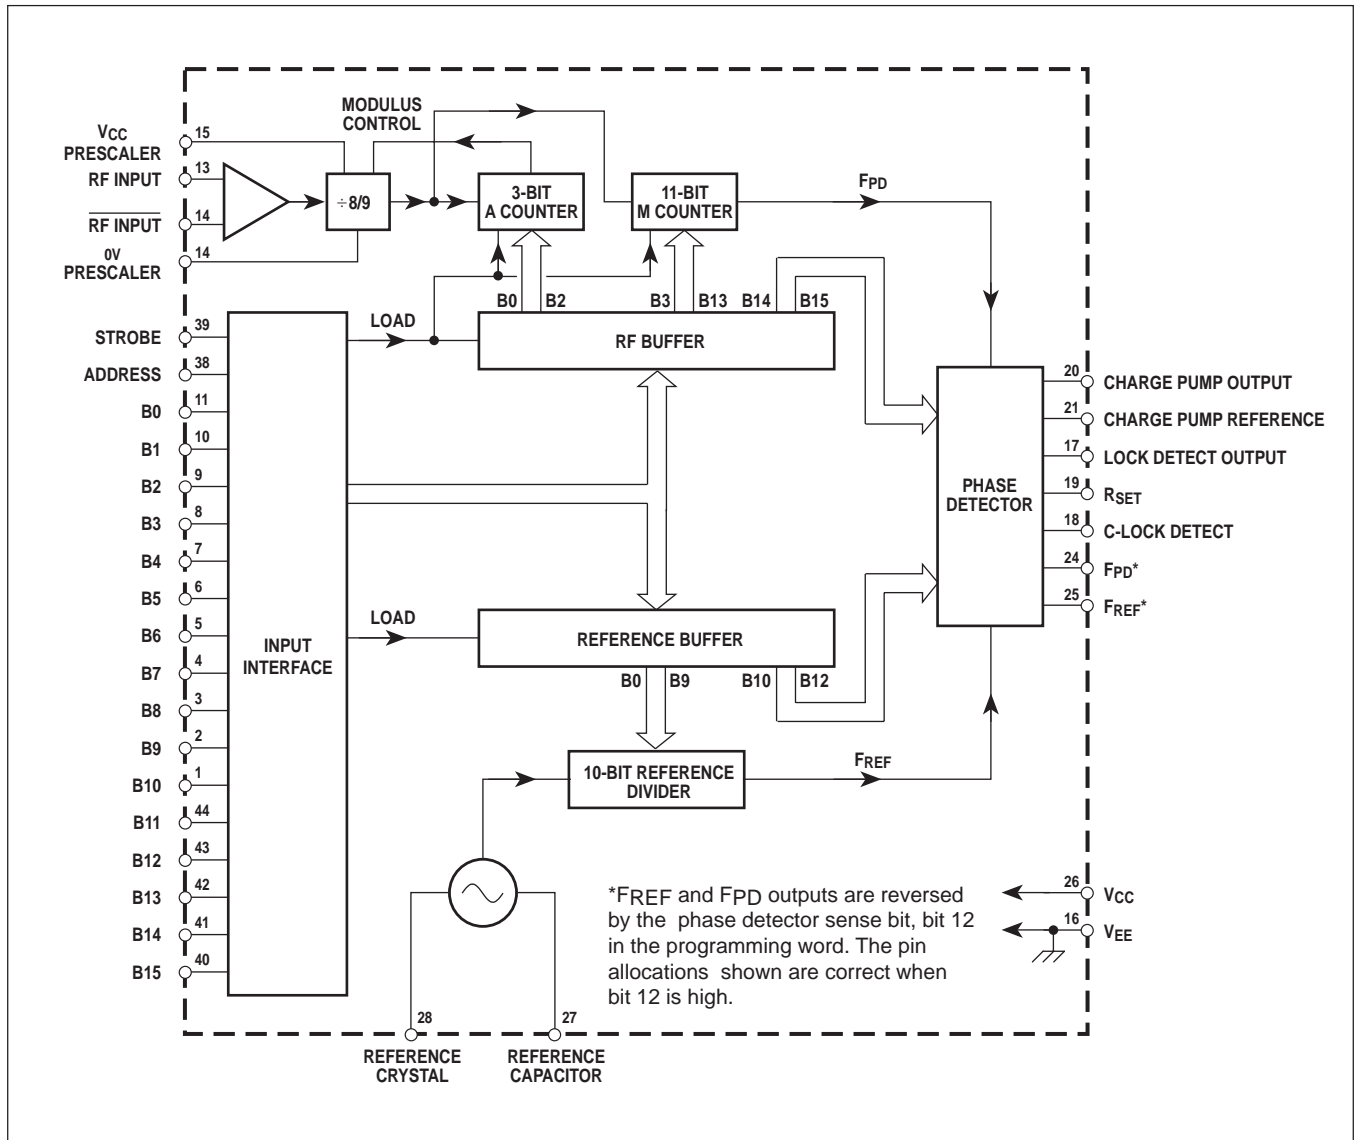 MODULUS
CONTROL
VCC
PRESCALER
15
RF INPUT
13
RF INPUT
14
0V
PRESCALER
14
÷8/9
3-BIT
A COUNTER
11-BIT
M COUNTER
FPD
B0 B2 B3 B13 B14 B15
LOAD
RF BUFFER
STROBE
39
ADDRESS
38
B0
11
B1
10
B2
9
B3
8
B4
7
B5
6
B6
5
B7
4
B8
3
B9
2
B10
1
B11
44
B12
43
B13
42
B14
41
B15
40
INPUT
INTERFACE
LOAD
REFERENCE BUFFER
B0 B9 B10 B12
10-BIT REFERENCE
DIVIDER
FREF
PHASE
DETECTOR
20
CHARGE PUMP OUTPUT
21
CHARGE PUMP REFERENCE
17
LOCK DETECT OUTPUT
19
RSET
18
C-LOCK DETECT
24
FPD*
25
FREF*
26
VCC
16
VEE
*FREF and FPD outputs are reversed
by the phase detector sense bit, bit 12
in the programming word. The pin
allocations shown are correct when
bit 12 is high.
28
27
REFERENCE
CRYSTAL
REFERENCE
CAPACITOR